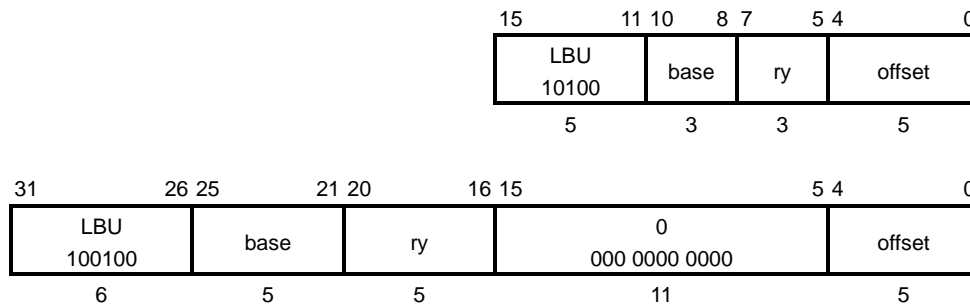 15 11 10 8 7 5 4 0
LBU base ry offset
10100
5 3 3 5
31 26 25 21 20 16 15 5 4 0
LBU base ry 0 offset
100100 000 0000 0000
6 5 5 11 5